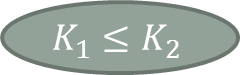 K₁ ≤ K₂